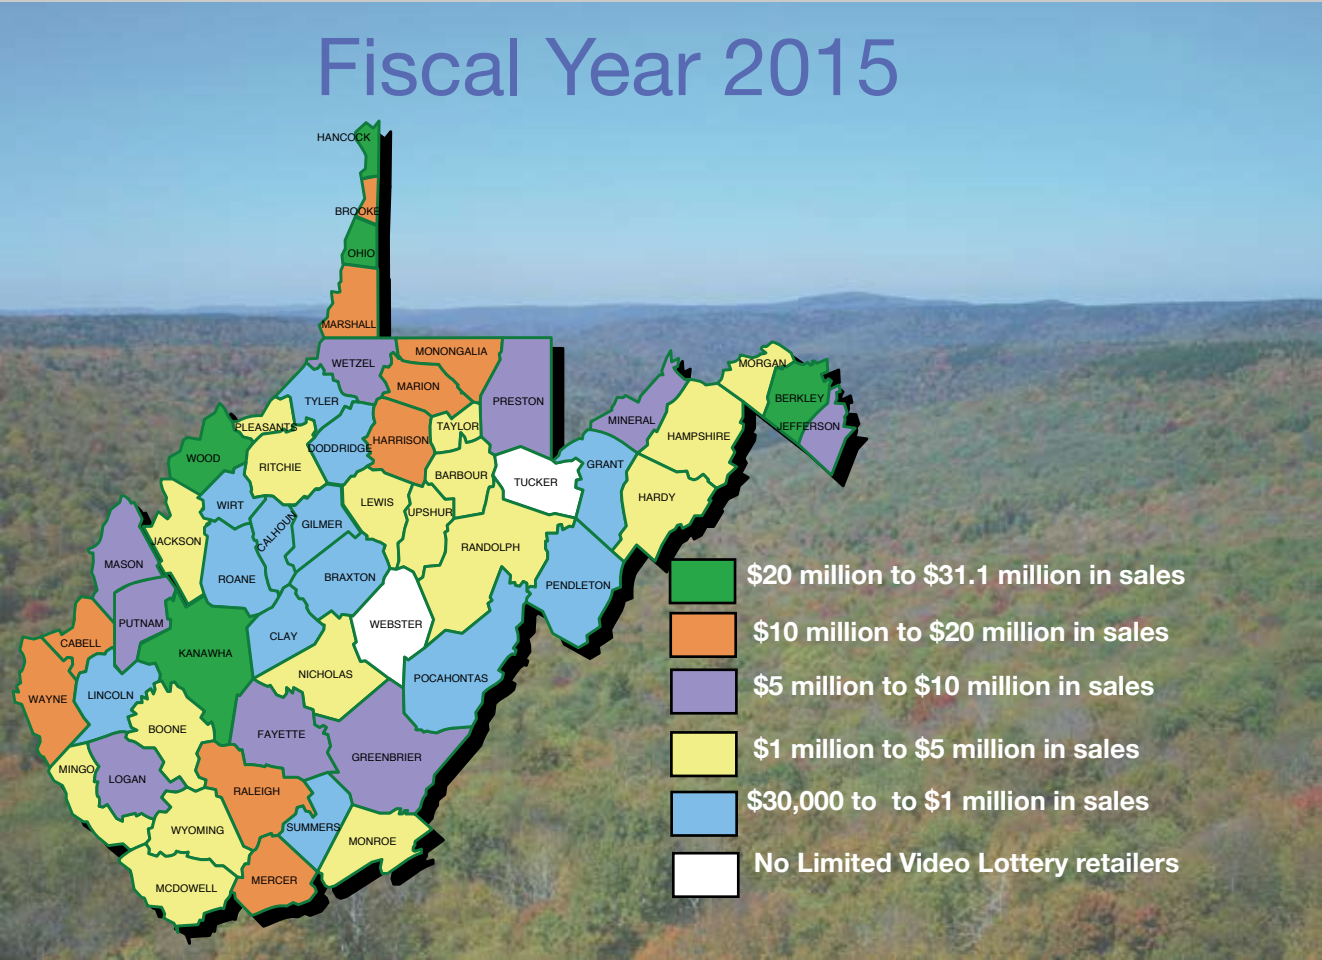 Fiscal Year 2015
HANCOCK
BROOKE
OHIO
MARSHALL
WETZEL
MONONGALIA
MARION
PRESTON
TYLER
PLEASANTS
DODDRIDGE
HARRISON
TAYLOR
WOOD
RITCHIE
BARBOUR
TUCKER
MINERAL
HAMPSHIRE
MORGAN
BERKLEY
JEFFERSON
GRANT
HARDY
WIRT
CALHOUN
GILMER
LEWIS
UPSHUR
RANDOLPH
JACKSON
MASON
ROANE
BRAXTON
PENDLETON
PUTNAM
CABELL
KANAWHA
CLAY
WEBSTER
NICHOLAS
POCAHONTAS
WAYNE
LINCOLN
BOONE
FAYETTE
GREENBRIER
MINGO
LOGAN
RALEIGH
SUMMERS
WYOMING
MONROE
MCDOWELL
MERCER
$20 million to $31.1 million in sales
$10 million to $20 million in sales
$5 million to $10 million in sales
$1 million to $5 million in sales
$30,000 to  to $1 million in sales
No Limited Video Lottery retailers